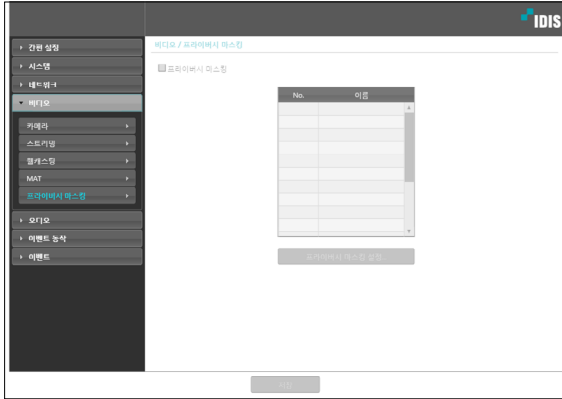 IDIS
간편 설정
시스템
네트워크
비디오
카메라
스트리밍
웹캐스팅
MAT
프라이버시 마스킹
오디오
이벤트 동작
이벤트
비디오 / 프라이버시 마스킹
프라이버시 마스킹
No. 이름
프라이버시 마스킹 설정
저장